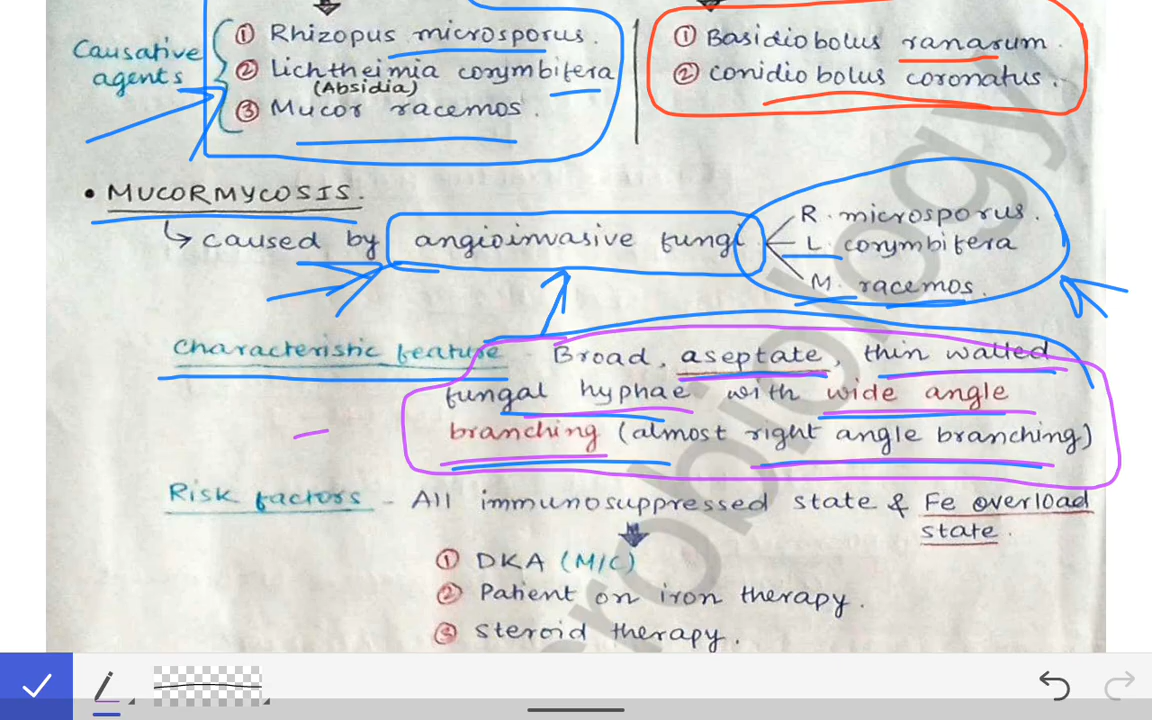 Causative agents
① Rhizopus microsporus.
② Lichtheimia corymbifera
(Absidia)
③ Mucor racemos.
① Basidiobolus ranarum.
② conidiobolus coronatus.
• MUCORMYCOSIS.
↳ caused by angioinvasive fungi
R. microsporus.
L. corymbifera
M. racemos.
Characteristic feature - Broad, aseptate, thin walled
fungal hyphae with wide angle
branching (almost right angle branching)
Risk factors - All immunosuppressed state & Fe overload
state.
① DKA (M/C)
② Patient on iron therapy.
③ Steroid therapy.
robiology